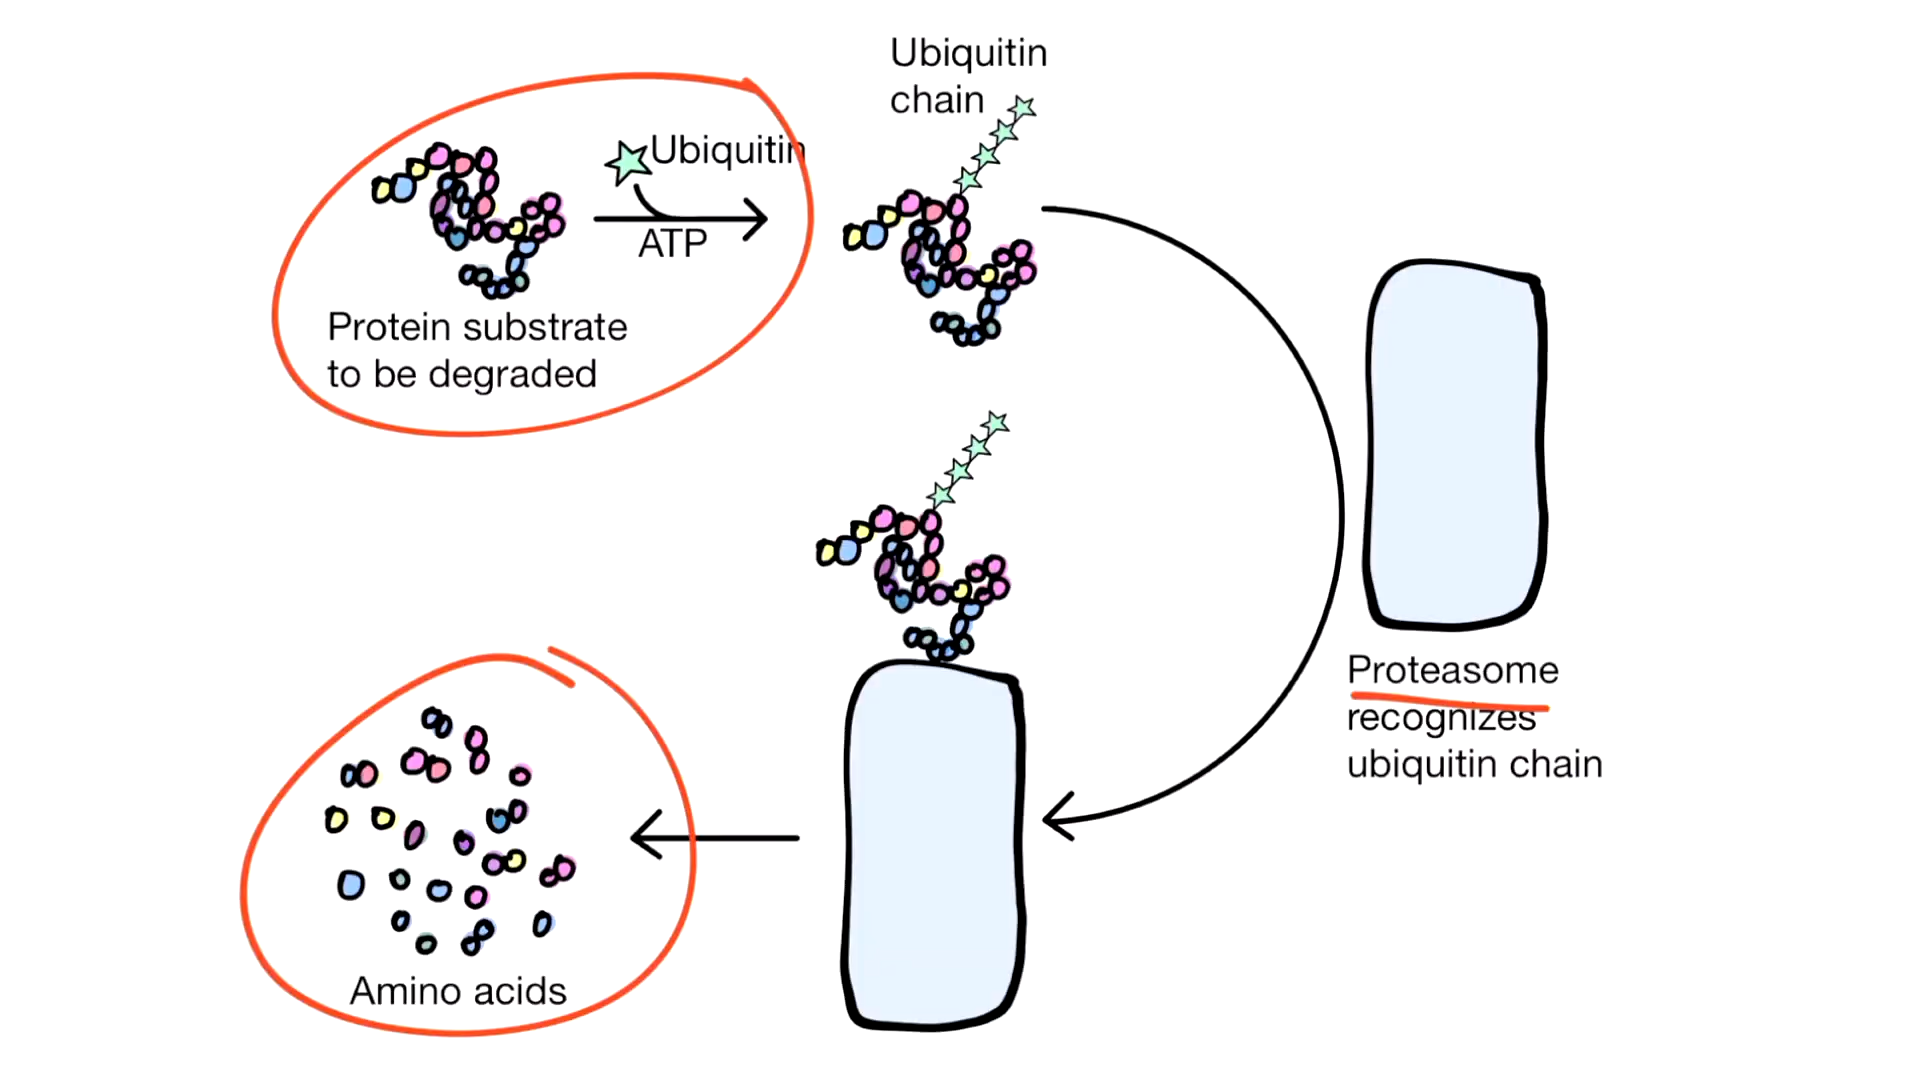 Ubiquitin
chain
Ubiquitin
ATP
Protein substrate
to be degraded
Proteasome
recognizes
ubiquitin chain
Amino acids